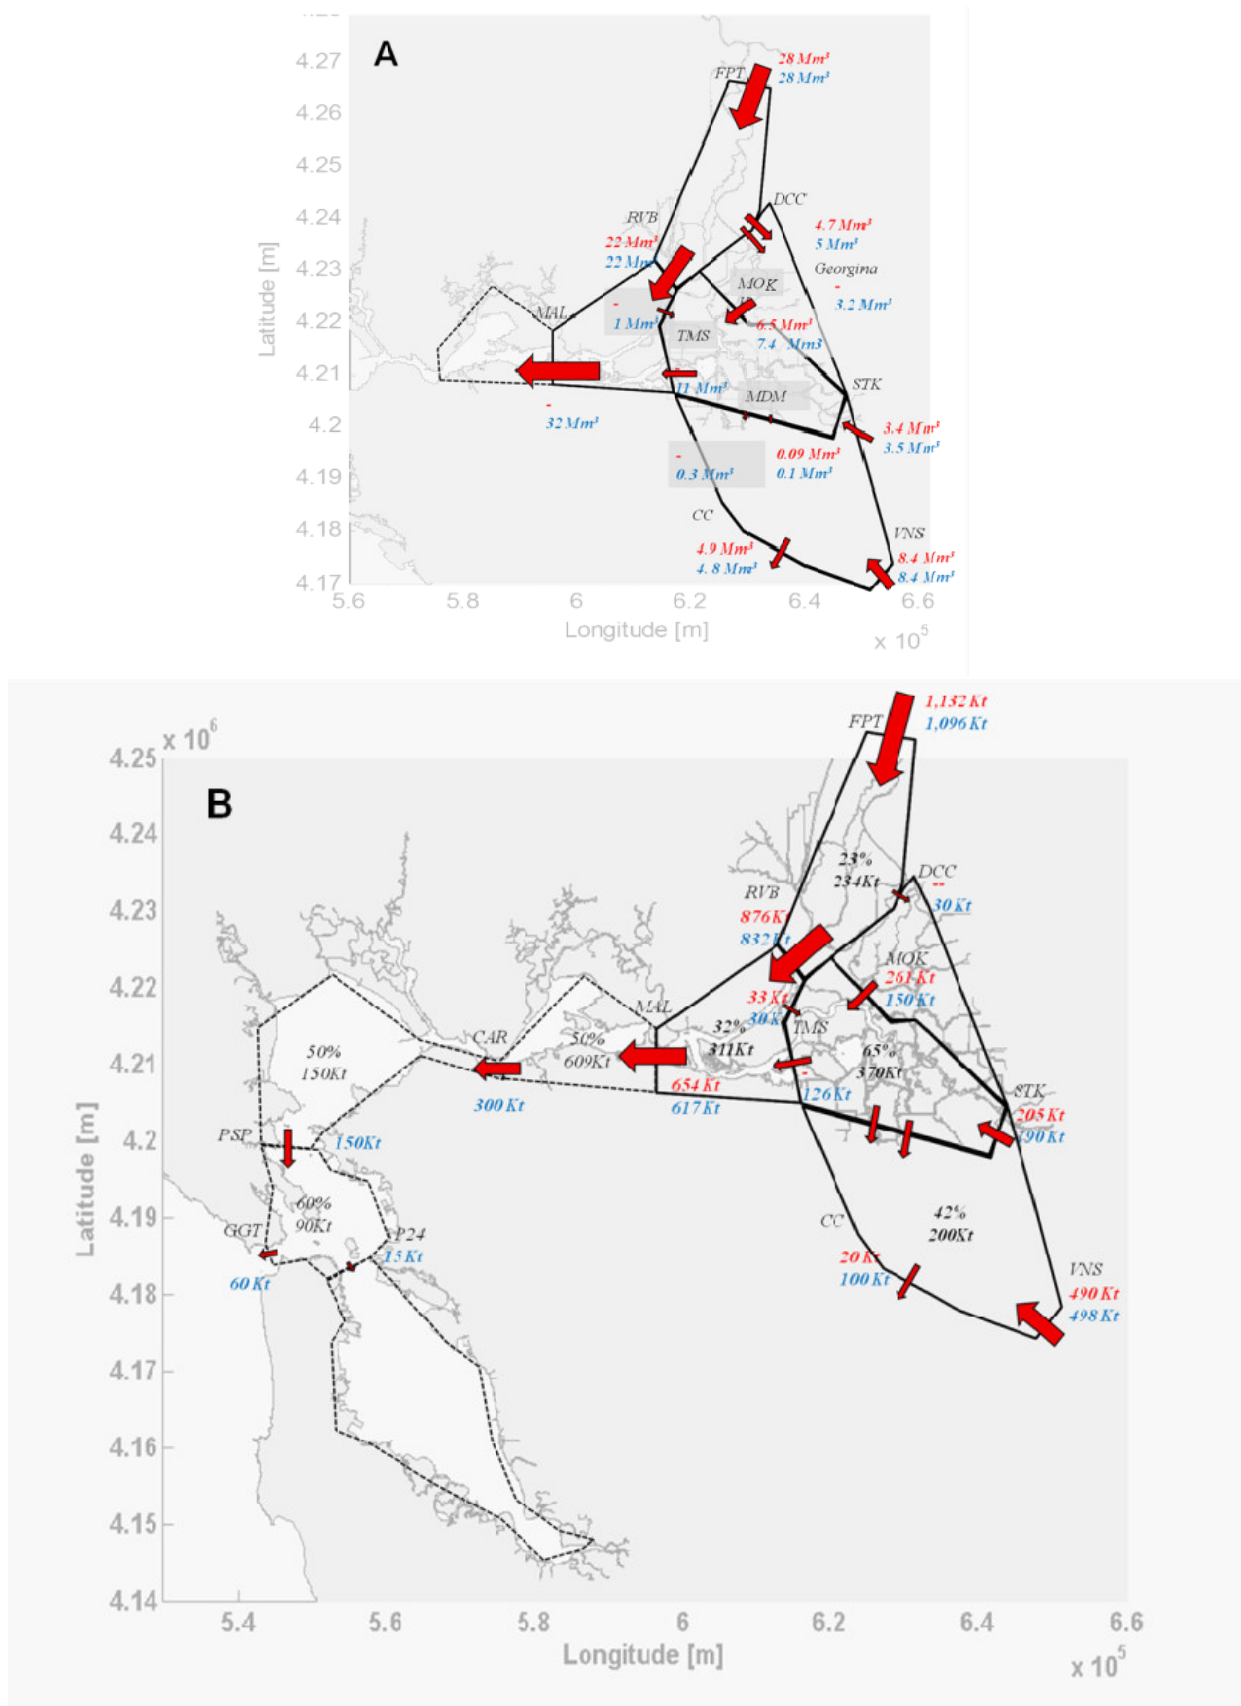 A
4.27
4.26
4.25
4.24
4.23
4.22
4.21
4.2
4.19
4.18
4.17
Latitude [m]
5.6
5.8
6
6.2
6.4
6.6
Longitude [m]
x 10⁵
FPT
28 Mm³
28 Mm³
DCC
4.7 Mm³
5 Mm³
Georgina
-
3.2 Mm³
RVB
22 Mm³
22 Mm
MOK
6.5 Mm³
7.4 Mm3
-
1 Mm³
TMS
MAL
11 Mm³
-
32 Mm³
MDM
STK
3.4 Mm³
3.5 Mm³
0.09 Mm³
0.1 Mm³
-
0.3 Mm³
CC
4.9 Mm³
4.8 Mm³
VNS
8.4 Mm³
8.4 Mm³
B
x 10⁶
4.25
4.24
4.23
4.22
4.21
4.2
4.19
4.18
4.17
4.16
4.15
4.14
Latitude [m]
5.4
5.6
5.8
6
6.2
6.4
6.6
Longitude [m]
x 10⁵
FPT
1,132 Kt
1,096 Kt
23%
234Kt
DCC
--
30 Kt
RVB
876Kt
832Kt
MOK
261 Kt
150 Kt
33 Kt
30 K
TMS
MAL
32%
311Kt
65%
370Kt
50%
609Kt
CAR
300 Kt
654 Kt
617 Kt
-
126 Kt
STK
205 Kt
190 Kt
50%
150Kt
PSP
150Kt
60%
90Kt
GGT
60 Kt
P24
15 Kt
42%
200Kt
CC
20 Kt
100 Kt
VNS
490 Kt
498 Kt